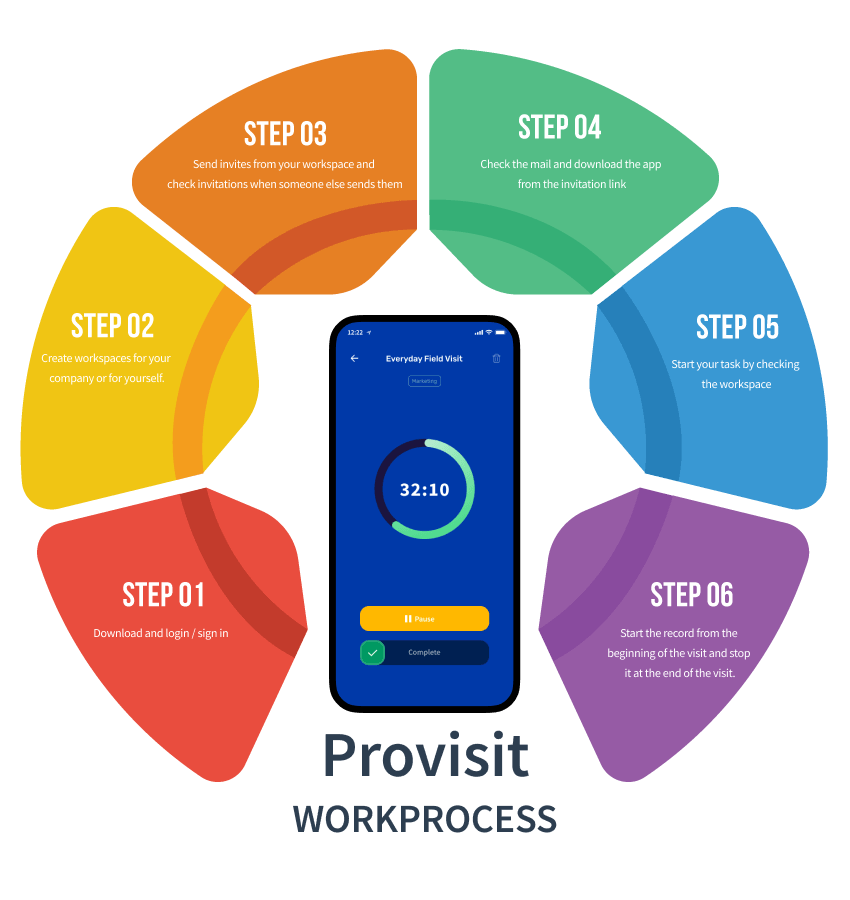 STEP 01
Download and login / sign in
STEP 02
Create workspaces for your
company or for yourself.
STEP 03
Send invites from your workspace and
check invitations when someone else sends them
STEP 04
Check the mail and download the app
from the invitation link
STEP 05
Start your task by checking
the workspace
STEP 06
Start the record from the
beginning of the visit and stop
it at the end of the visit.
12:22
Everyday Field Visit
Marketing
32:10
Pause
Complete
Provisit
WORKPROCESS